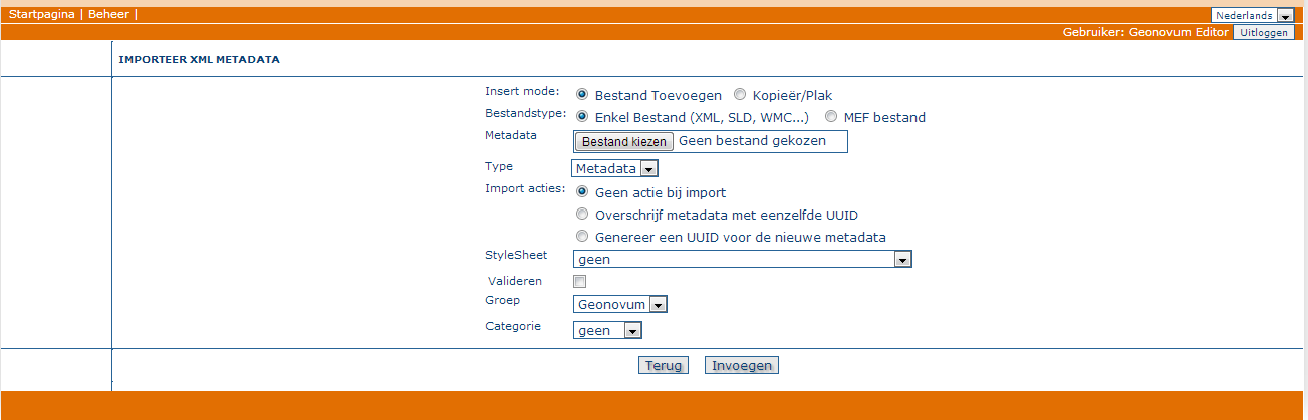 Startpagina | Beheer |
Nederlands
Gebruiker: Geonovum Editor Uitloggen
IMPORTEER XML METADATA
Insert mode: Bestand Toevoegen Kopieër/Plak
Bestandstype: Enkel Bestand (XML, SLD, WMC...) MEF bestand
Metadata Bestand kiezen Geen bestand gekozen
Type Metadata
Import acties: Geen actie bij import
Overschrijf metadata met eenzelfde UUID
Genereer een UUID voor de nieuwe metadata
StyleSheet geen
Valideren
Groep Geonovum
Categorie geen
Terug Invoegen